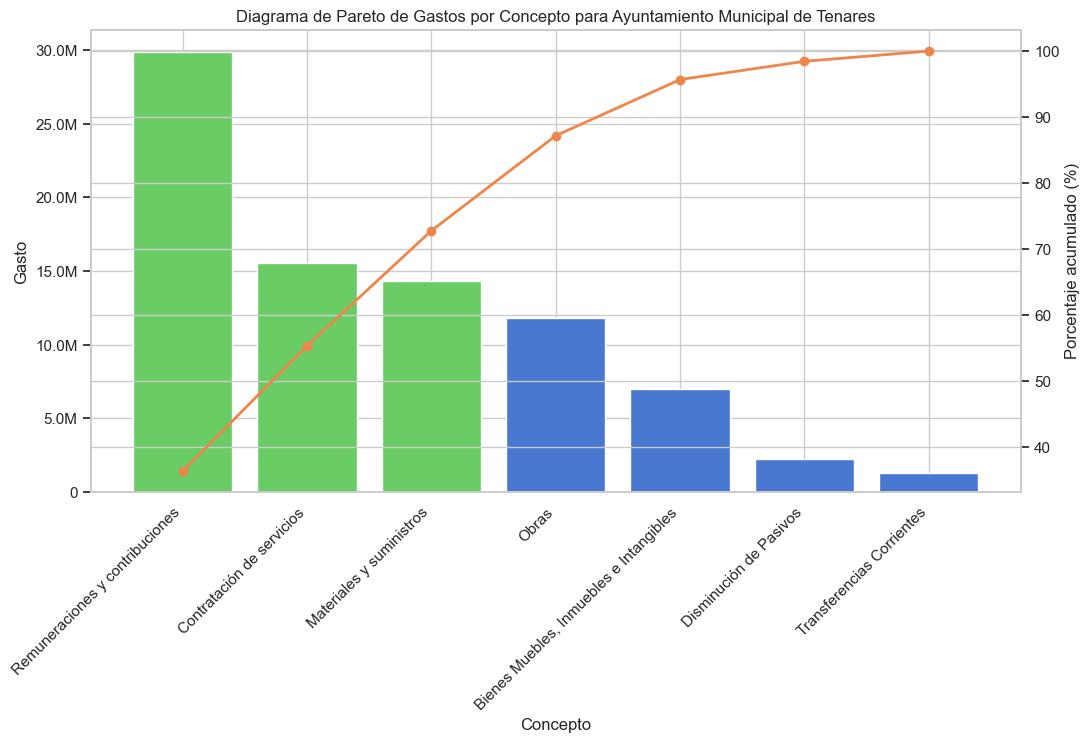 Diagrama de Pareto de Gastos por Concepto para Ayuntamiento Municipal de Tenares
Gasto
30.0M
25.0M
20.0M
15.0M
10.0M
5.0M
0
Porcentaje acumulado (%)
100
90
80
70
60
50
40
Remuneraciones y contribuciones
Contratación de servicios
Materiales y suministros
Obras
Bienes Muebles, Inmuebles e Intangibles
Disminución de Pasivos
Transferencias Corrientes
Concepto